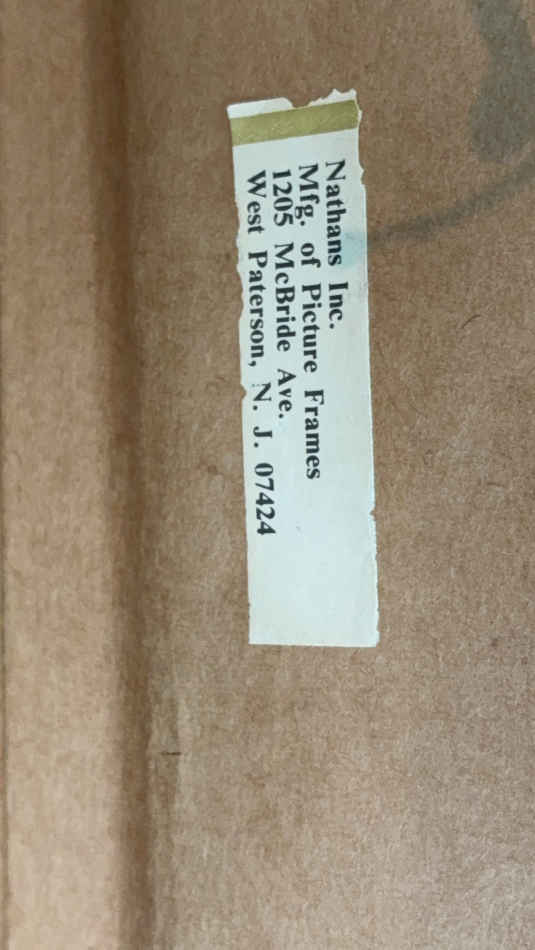 Nathans Inc.
Mfg. of Picture Frames
1205 McBride Ave.
West Paterson, N. J. 07424